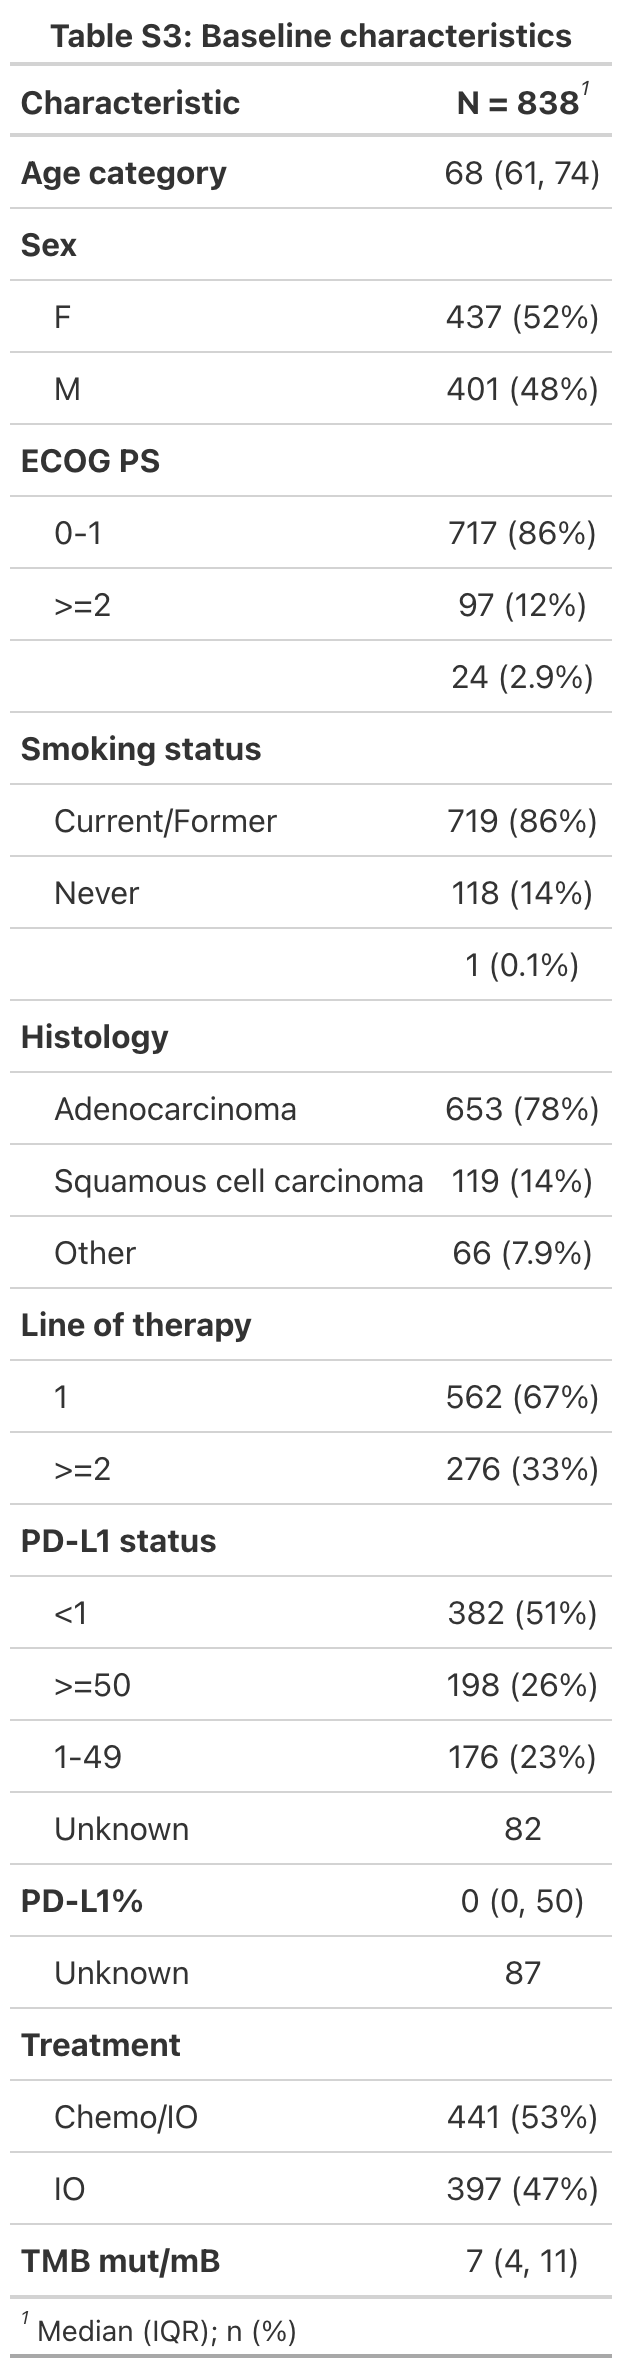 Table S3: Baseline characteristics
Characteristic N = 838¹
Age category 68 (61, 74)
Sex
F 437 (52%)
M 401 (48%)
ECOG PS
0-1 717 (86%)
>=2 97 (12%)
24 (2.9%)
Smoking status
Current/Former 719 (86%)
Never 118 (14%)
1 (0.1%)
Histology
Adenocarcinoma 653 (78%)
Squamous cell carcinoma 119 (14%)
Other 66 (7.9%)
Line of therapy
1 562 (67%)
>=2 276 (33%)
PD-L1 status
<1 382 (51%)
>=50 198 (26%)
1-49 176 (23%)
Unknown 82
PD-L1% 0 (0, 50)
Unknown 87
Treatment
Chemo/IO 441 (53%)
IO 397 (47%)
TMB mut/mB 7 (4, 11)
¹ Median (IQR); n (%)